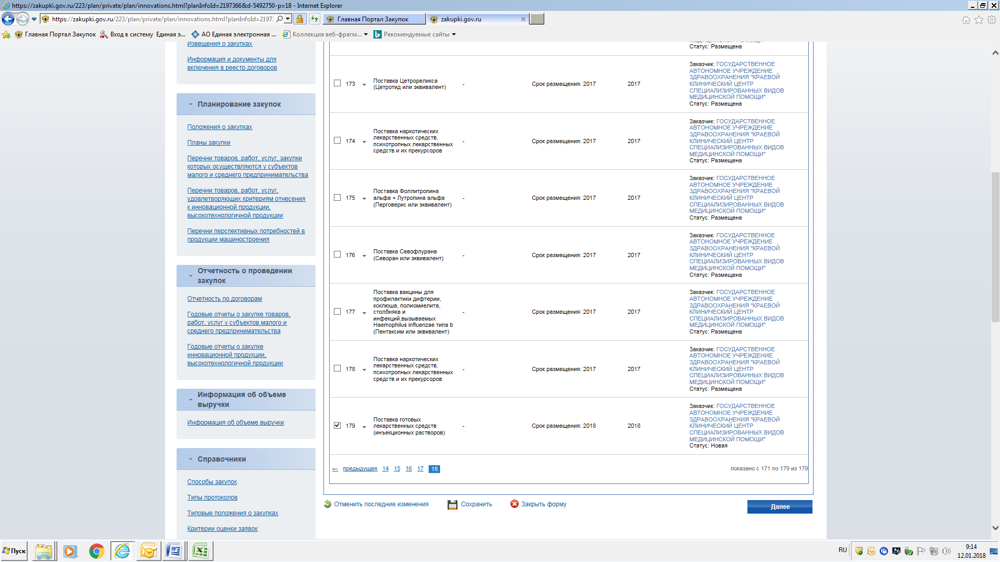 https://zakupki.gov.ru/223/plan/private/plan/innovations.html?planInfoId=2197366&d-5492750-p=18 - Internet Explorer
https://zakupki.gov.ru/223/plan/private/plan/innovations.html?planInfoId=2197:
Главная Портал Закупок
zakupki.gov.ru
Главная Портал Закупок
Вход в систему
Единая э...
АО Единая электронная ...
Коллекция веб-фрагм...
Рекомендуемые сайты
Извещения о закупках
Информация и документы для
включения в реестр договоров
Планирование закупок
Положения о закупках
Планы закупки
Перечни товаров, работ, услуг, закупки
которых осуществляются у субъектов
малого и среднего предпринимательства
Перечни товаров, работ, услуг,
удовлетворяющих критериям отнесения
к инновационной продукции,
высокотехнологичной продукции
Перечни перспективных потребностей в
продукции машиностроения
Отчетность о проведении
закупок
Отчетность по договорам
Годовые отчеты о закупке товаров,
работ, услуг у субъектов малого и
среднего предпринимательства
Годовые отчеты о закупке
инновационной продукции,
высокотехнологичной продукции
Информация об объеме
выручки
Информация об объеме выручки
Справочники
Способы закупок
Типы протоколов
Типовые положения о закупках
Критерии оценки заявок
Статус: Размещена
173
Поставка Цетрореликса
(Цетротид или эквивалент)
-
Срок размещения: 2017
2017
Заказчик: ГОСУДАРСТВЕННОЕ
АВТОНОМНОЕ УЧРЕЖДЕНИЕ
ЗДРАВООХРАНЕНИЯ "КРАЕВОЙ
КЛИНИЧЕСКИЙ ЦЕНТР
СПЕЦИАЛИЗИРОВАННЫХ ВИДОВ
МЕДИЦИНСКОЙ ПОМОЩИ"
Статус: Размещена
174
Поставка наркотических
лекарственных средств,
психотропных лекарственных
средств и их прекурсоров
-
Срок размещения: 2017
2017
Заказчик: ГОСУДАРСТВЕННОЕ
АВТОНОМНОЕ УЧРЕЖДЕНИЕ
ЗДРАВООХРАНЕНИЯ "КРАЕВОЙ
КЛИНИЧЕСКИЙ ЦЕНТР
СПЕЦИАЛИЗИРОВАННЫХ ВИДОВ
МЕДИЦИНСКОЙ ПОМОЩИ"
Статус: Размещена
175
Поставка Фоллитропина
альфа + Лутропина альфа
(Перговерис или эквивалент)
-
Срок размещения: 2017
2017
Заказчик: ГОСУДАРСТВЕННОЕ
АВТОНОМНОЕ УЧРЕЖДЕНИЕ
ЗДРАВООХРАНЕНИЯ "КРАЕВОЙ
КЛИНИЧЕСКИЙ ЦЕНТР
СПЕЦИАЛИЗИРОВАННЫХ ВИДОВ
МЕДИЦИНСКОЙ ПОМОЩИ"
Статус: Размещена
176
Поставка Севофлурана
(Севоран или эквивалент)
-
Срок размещения: 2017
2017
Заказчик: ГОСУДАРСТВЕННОЕ
АВТОНОМНОЕ УЧРЕЖДЕНИЕ
ЗДРАВООХРАНЕНИЯ "КРАЕВОЙ
КЛИНИЧЕСКИЙ ЦЕНТР
СПЕЦИАЛИЗИРОВАННЫХ ВИДОВ
МЕДИЦИНСКОЙ ПОМОЩИ"
Статус: Размещена
177
Поставка вакцины для
профилактики дифтерии,
коклюша, полиомиелита,
столбняка и
инфекций,вызываемых
Haemophilus influenzae типа b
(Пентаксим или эквивалент)
-
Срок размещения: 2017
2017
Заказчик: ГОСУДАРСТВЕННОЕ
АВТОНОМНОЕ УЧРЕЖДЕНИЕ
ЗДРАВООХРАНЕНИЯ "КРАЕВОЙ
КЛИНИЧЕСКИЙ ЦЕНТР
СПЕЦИАЛИЗИРОВАННЫХ ВИДОВ
МЕДИЦИНСКОЙ ПОМОЩИ"
Статус: Размещена
178
Поставка наркотических
лекарственных средств,
психотропных лекарственных
средств и их прекурсоров
-
Срок размещения: 2017
2017
Заказчик: ГОСУДАРСТВЕННОЕ
АВТОНОМНОЕ УЧРЕЖДЕНИЕ
ЗДРАВООХРАНЕНИЯ "КРАЕВОЙ
КЛИНИЧЕСКИЙ ЦЕНТР
СПЕЦИАЛИЗИРОВАННЫХ ВИДОВ
МЕДИЦИНСКОЙ ПОМОЩИ"
Статус: Размещена
179
Поставка готовых
лекарственных средств
(инъекционных растворов)
-
Срок размещения: 2018
2018
Заказчик: ГОСУДАРСТВЕННОЕ
АВТОНОМНОЕ УЧРЕЖДЕНИЕ
ЗДРАВООХРАНЕНИЯ "КРАЕВОЙ
КЛИНИЧЕСКИЙ ЦЕНТР
СПЕЦИАЛИЗИРОВАННЫХ ВИДОВ
МЕДИЦИНСКОЙ ПОМОЩИ"
Статус: Новая
← предыдущая 14 15 16 17 18
показано с 171 по 179 из 179
Отменить последние изменения
Сохранить
Закрыть форму
Далее
Пуск
RU
9:14
12.01.2018